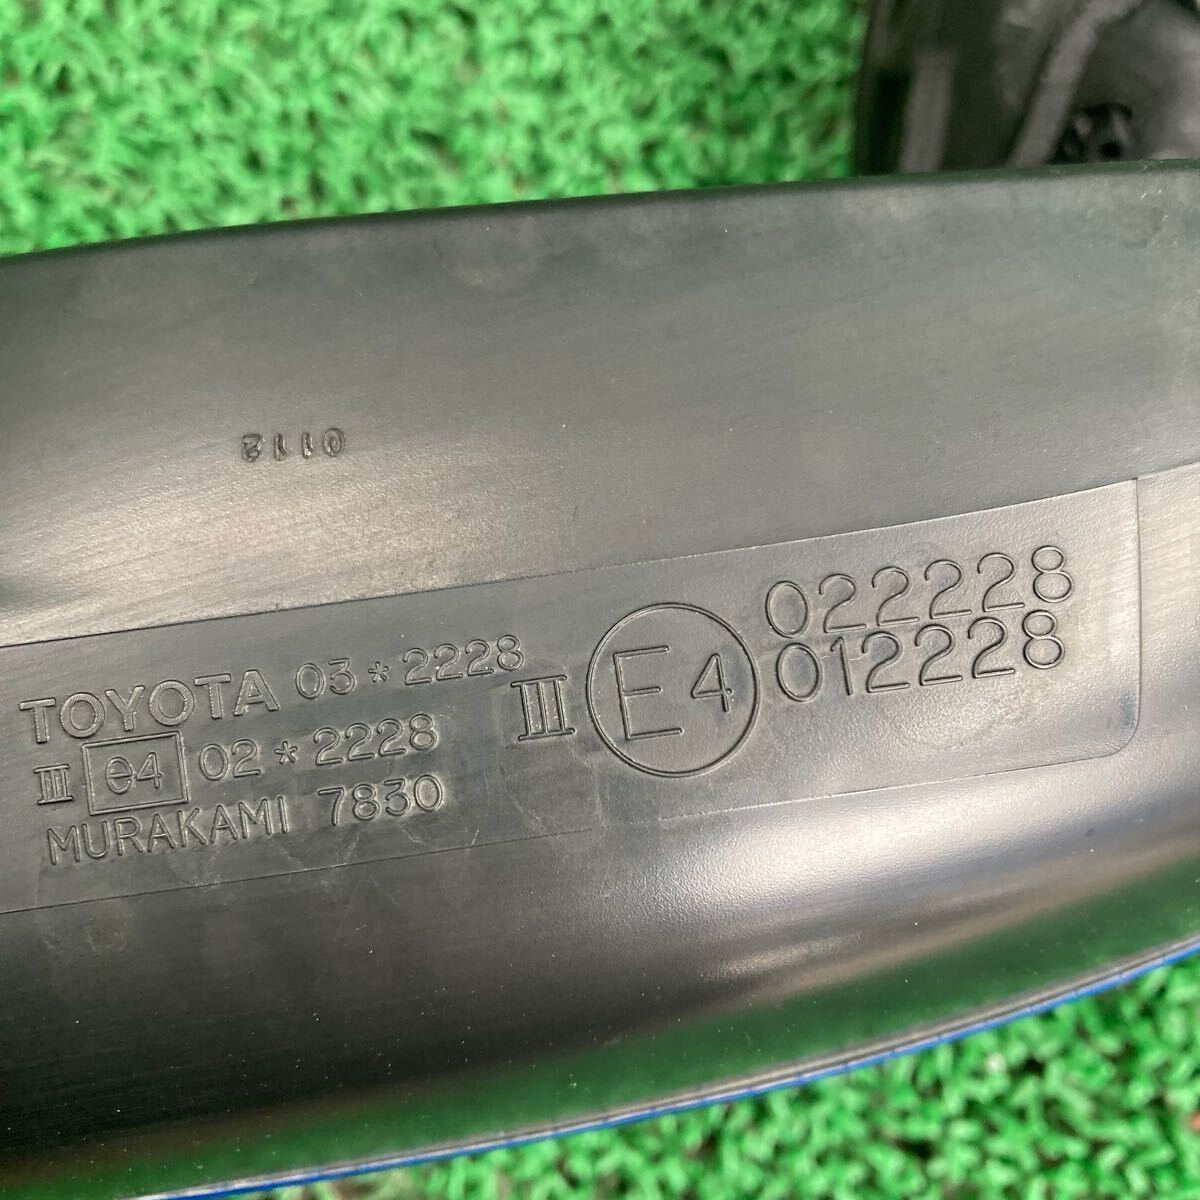 0112
TOYOTA 03*2228
III e4 02*2228
MURAKAMI 7830
III E4 022228
012228